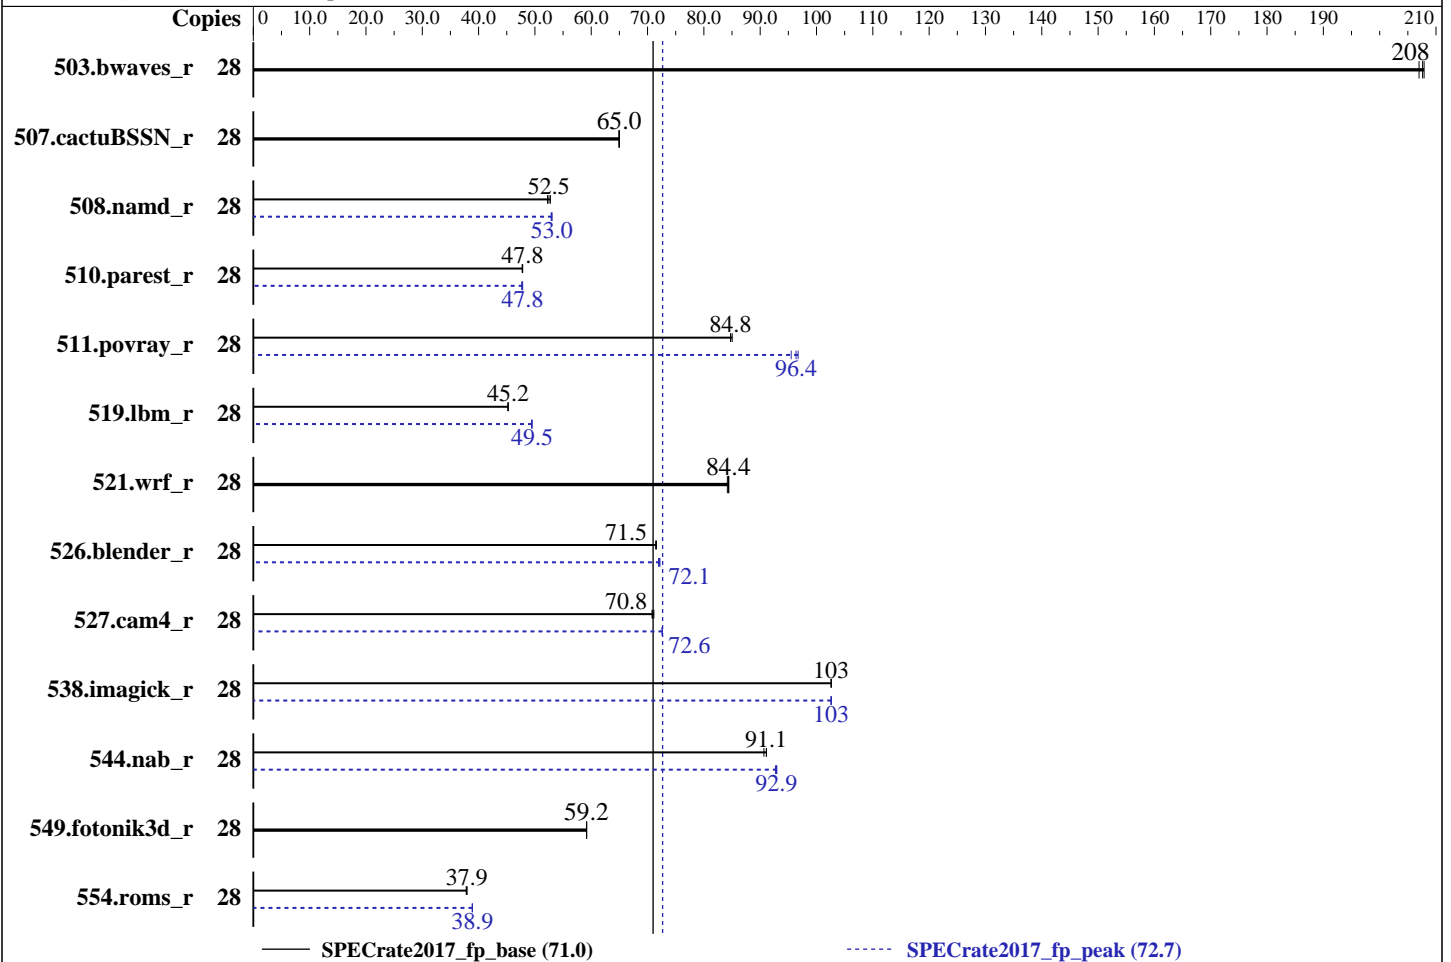 Copies 0 10.0 20.0 30.0 40.0 50.0 60.0 70.0 80.0 90.0 100 110 120 130 140 150 160 170 180 190 210
503.bwaves_r 28 208
507.cactuBSSN_r 28 65.0
508.namd_r 28 52.5
53.0
510.parest_r 28 47.8
47.8
511.povray_r 28 84.8
96.4
519.lbm_r 28 45.2
49.5
521.wrf_r 28 84.4
526.blender_r 28 71.5
72.1
527.cam4_r 28 70.8
72.6
538.imagick_r 28 103
103
544.nab_r 28 91.1
92.9
549.fotonik3d_r 28 59.2
554.roms_r 28 37.9
38.9
SPECrate2017_fp_base (71.0) SPECrate2017_fp_peak (72.7)